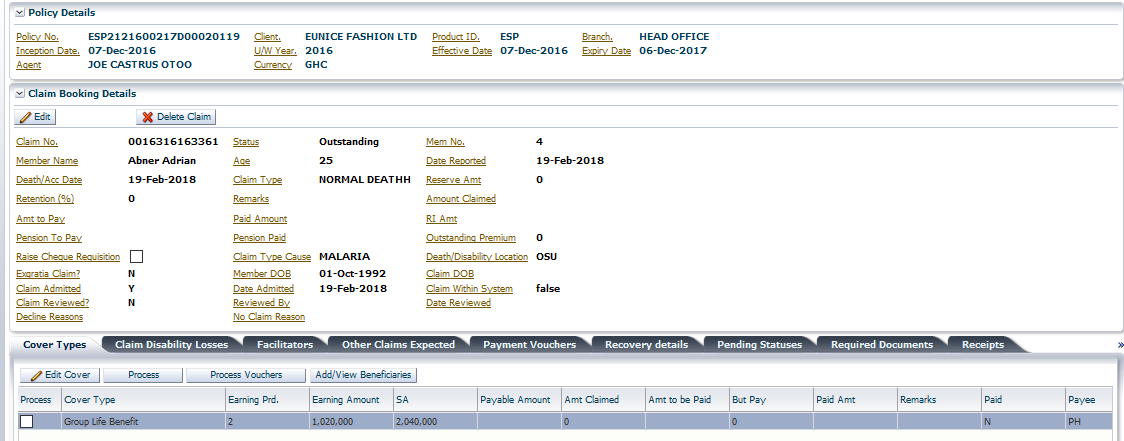 Policy Details
Policy No. ESP2121600217D00020119 Client. EUNICE FASHION LTD Product ID. ESP Branch. HEAD OFFICE
Inception Date. 07-Dec-2016 U/W Year. 2016 Effective Date 07-Dec-2016 Expiry Date 06-Dec-2017
Agent JOE CASTRUS OTOO Currency GHC
Claim Booking Details
Edit Delete Claim
Claim No. 0016316163361 Status Outstanding Mem No. 4
Member Name Abner Adrian Age 25 Date Reported 19-Feb-2018
Death/Acc Date 19-Feb-2018 Claim Type NORMAL DEATHH Reserve Amt 0
Retention (%) 0 Remarks Amount Claimed
Amt to Pay Paid Amount RI Amt
Pension To Pay Pension Paid Outstanding Premium 0
Raise Cheque Requisition Claim Type Cause MALARIA Death/Disability Location OSU
Exgratia Claim? N Member DOB 01-Oct-1992 Claim DOB
Claim Admitted Y Date Admitted 19-Feb-2018 Claim Within System false
Claim Reviewed? N Reviewed By Date Reviewed
Decline Reasons No Claim Reason
Cover Types Claim Disability Losses Facilitators Other Claims Expected Payment Vouchers Recovery details Pending Statuses Required Documents Receipts »
Edit Cover Process Process Vouchers Add/View Beneficiaries
Process Cover Type Earning Prd. Earning Amount SA Payable Amount Amt Claimed Amt to be Paid But Pay Paid Amt Remarks Paid Payee
Group Life Benefit 2 1,020,000 2,040,000 0 0 N PH